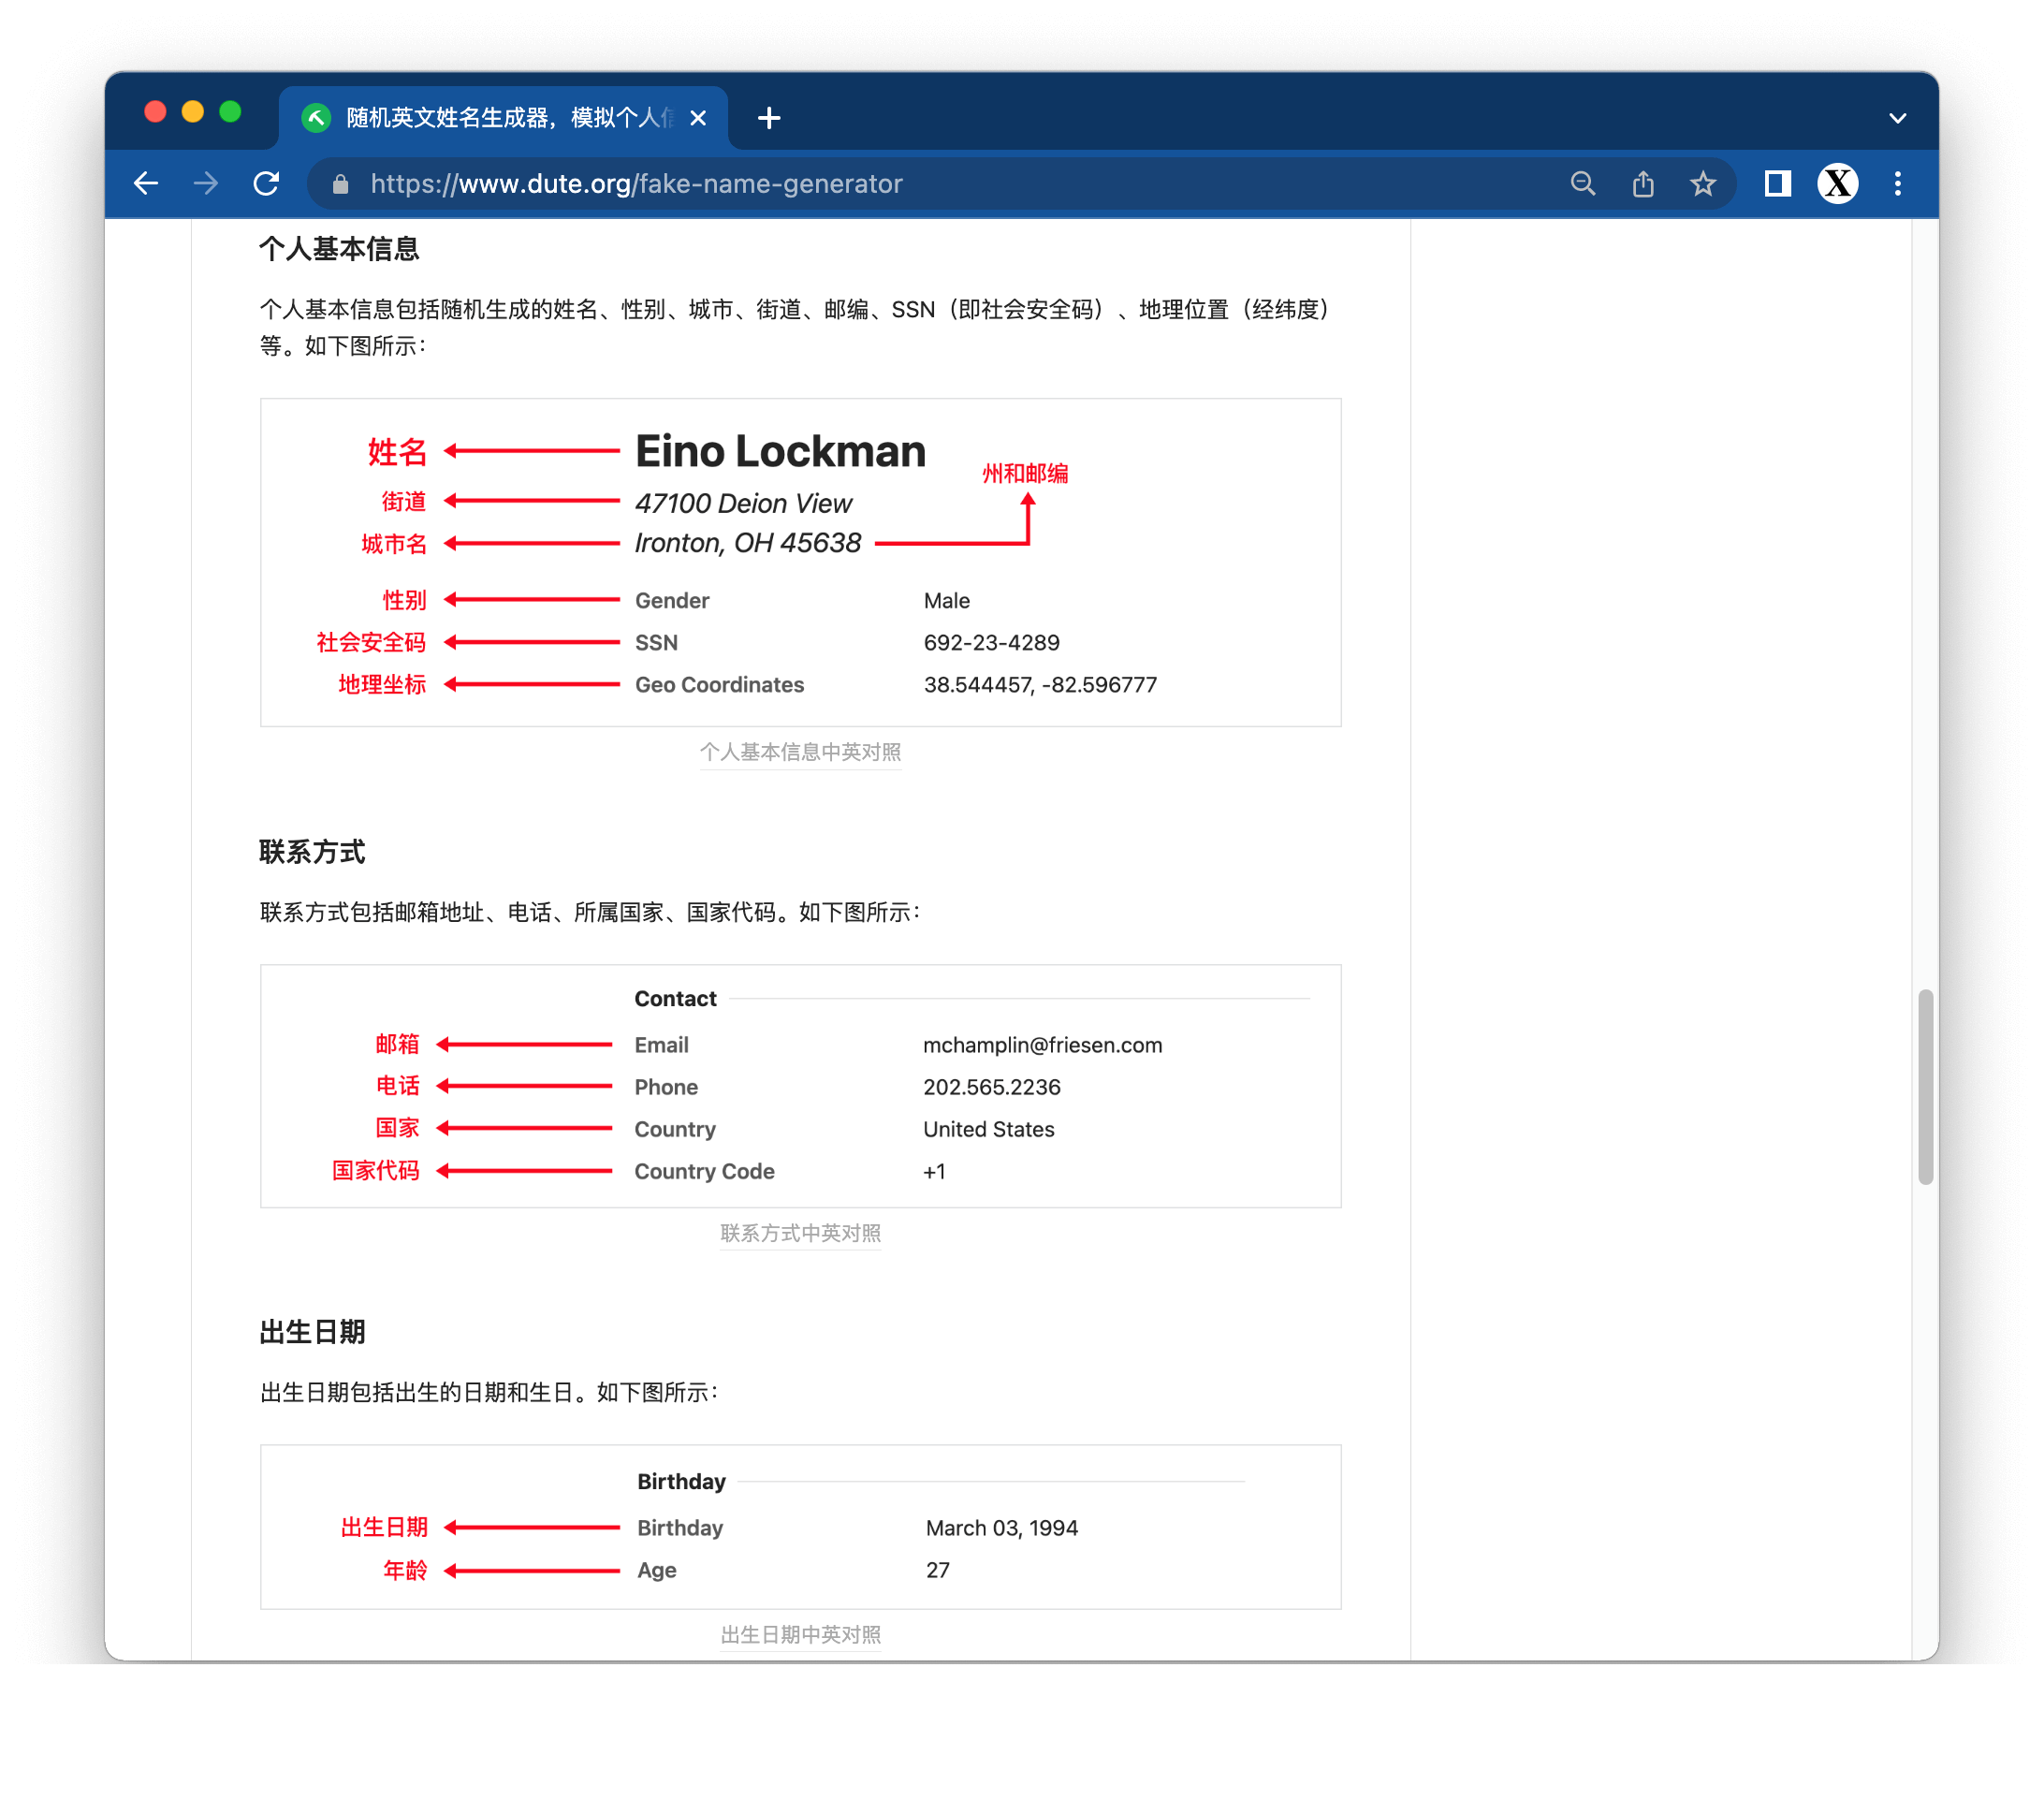 随机英文姓名生成器，模拟个人
https://www.dute.org/fake-name-generator
个人基本信息
个人基本信息包括随机生成的姓名、性别、城市、街道、邮编、SSN（即社会安全码）、地理位置（经纬度）
等。如下图所示：
姓名 Eino Lockman
州和邮编
街道 47100 Deion View
城市名 Ironton, OH 45638
性别 Gender Male
社会安全码 SSN 692-23-4289
地理坐标 Geo Coordinates 38.544457, -82.596777
个人基本信息中英对照
联系方式
联系方式包括邮箱地址、电话、所属国家、国家代码。如下图所示：
Contact
邮箱 Email mchamplin@friesen.com
电话 Phone 202.565.2236
国家 Country United States
国家代码 Country Code +1
联系方式中英对照
出生日期
出生日期包括出生的日期和生日。如下图所示：
Birthday
出生日期 Birthday March 03, 1994
年龄 Age 27
出生日期中英对照